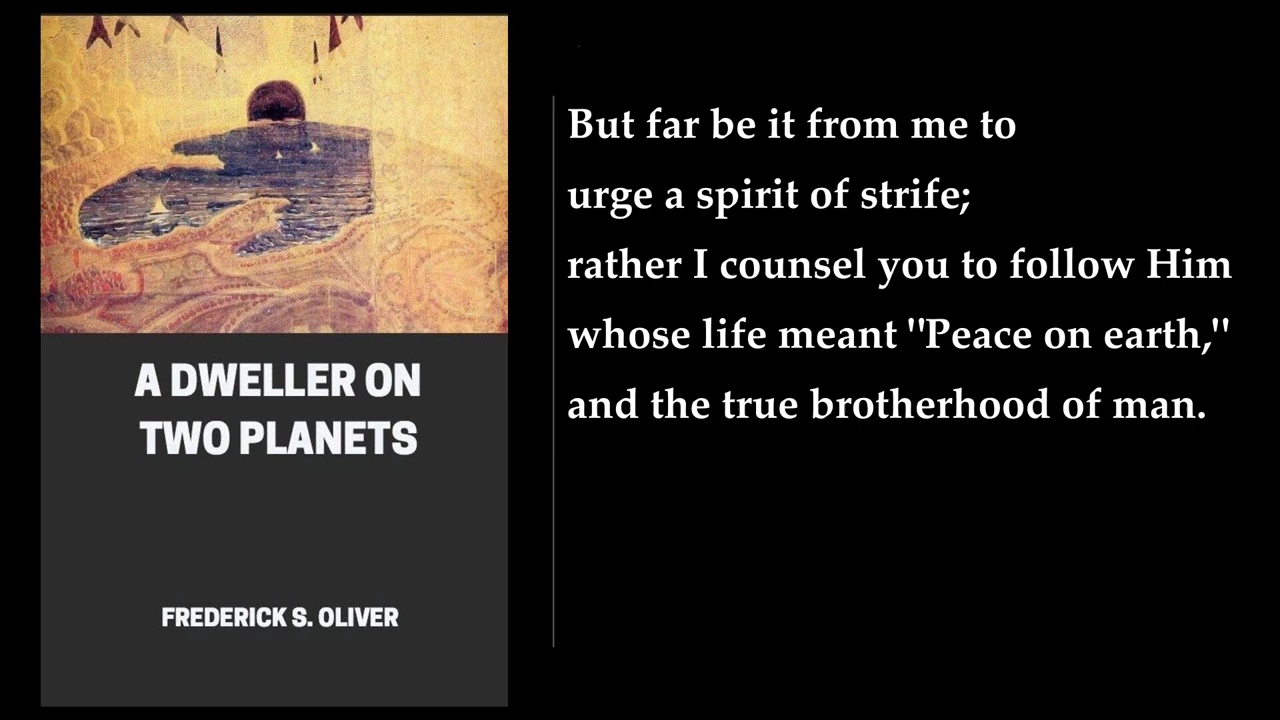 A DWELLER ON
TWO PLANETS
FREDERICK S. OLIVER
But far be it from me to
urge a spirit of strife;
rather I counsel you to follow Him
whose life meant "Peace on earth,"
and the true brotherhood of man.